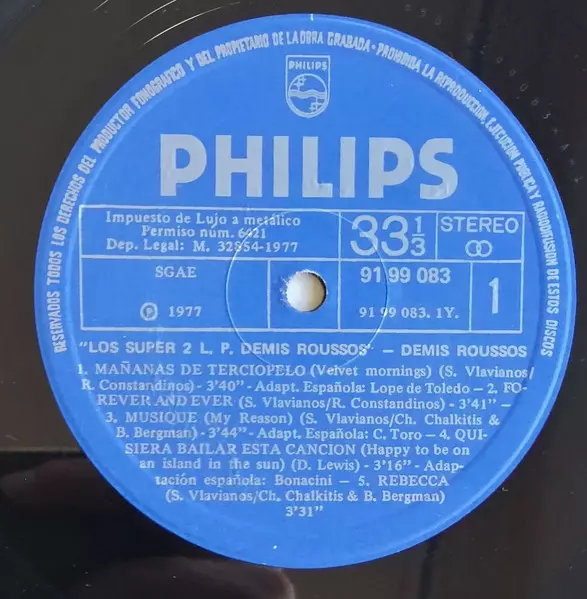 RESERVADOS TODOS LOS DERECHOS DEL PRODUCTOR FONOGRAFICO Y DEL PROPIETARIO DE LA OBRA GRABADA · PROHIBIDA LA REPRODUCCION, EJECUCION PUBLICA Y RADIODIFUSION DE ESTOS DISCOS
PHILIPS
PHILIPS
Impuesto de Lujo a metálico
Permiso núm. 6421
Dep. Legal: M. 32854-1977
33 1/3
STEREO
SGAE
91 99 083
℗ 1977
91 99 083. 1Y.
1
"LOS SUPER 2 L. P. DEMIS ROUSSOS" — DEMIS ROUSSOS
1. MAÑANAS DE TERCIOPELO (Velvet mornings) (S. Vlavianos/
R. Constandinos) - 3'40" - Adapt. Española: Lope de Toledo - 2. FO-
REVER AND EVER (S. Vlavianos/R. Constandinos) - 3'41" -
3. MUSIQUE (My Reason) (S. Vlavianos/Ch. Chalkitis &
B. Bergman) - 3'44" - Adapt. Española: C. Toro - 4. QUI-
SIERA BAILAR ESTA CANCION (Happy to be on
an island in the sun) (D. Lewis) - 3'16" - Adap-
tación española: Bonacini - 5. REBECCA
(S. Vlavianos/Ch. Chalkitis & B. Bergman)
3'31"